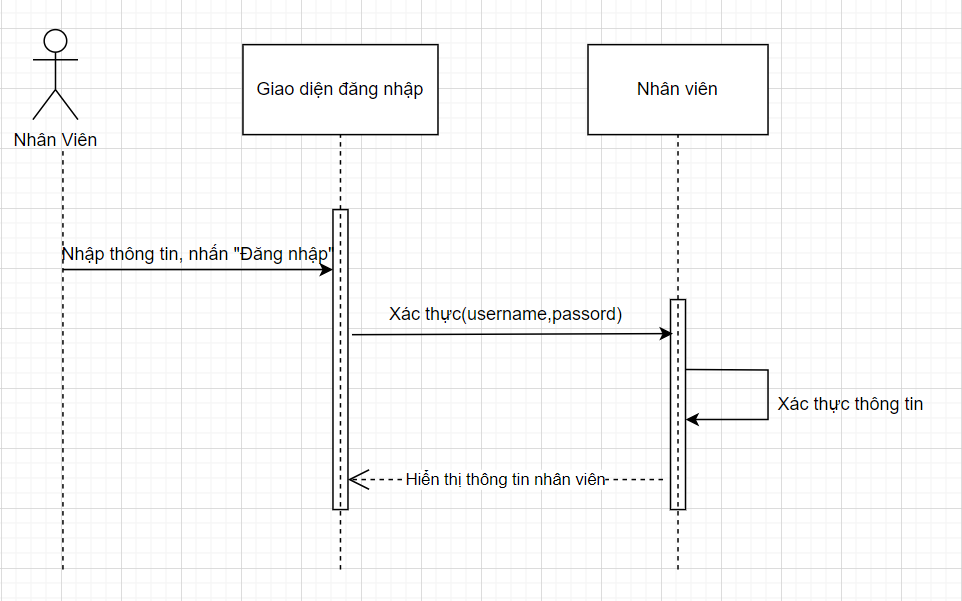 Giao diện đăng nhập
Nhân viên
Nhân Viên
Nhập thông tin, nhấn "Đăng nhập"
Xác thực(username,passord)
Xác thực thông tin
Hiển thị thông tin nhân viên